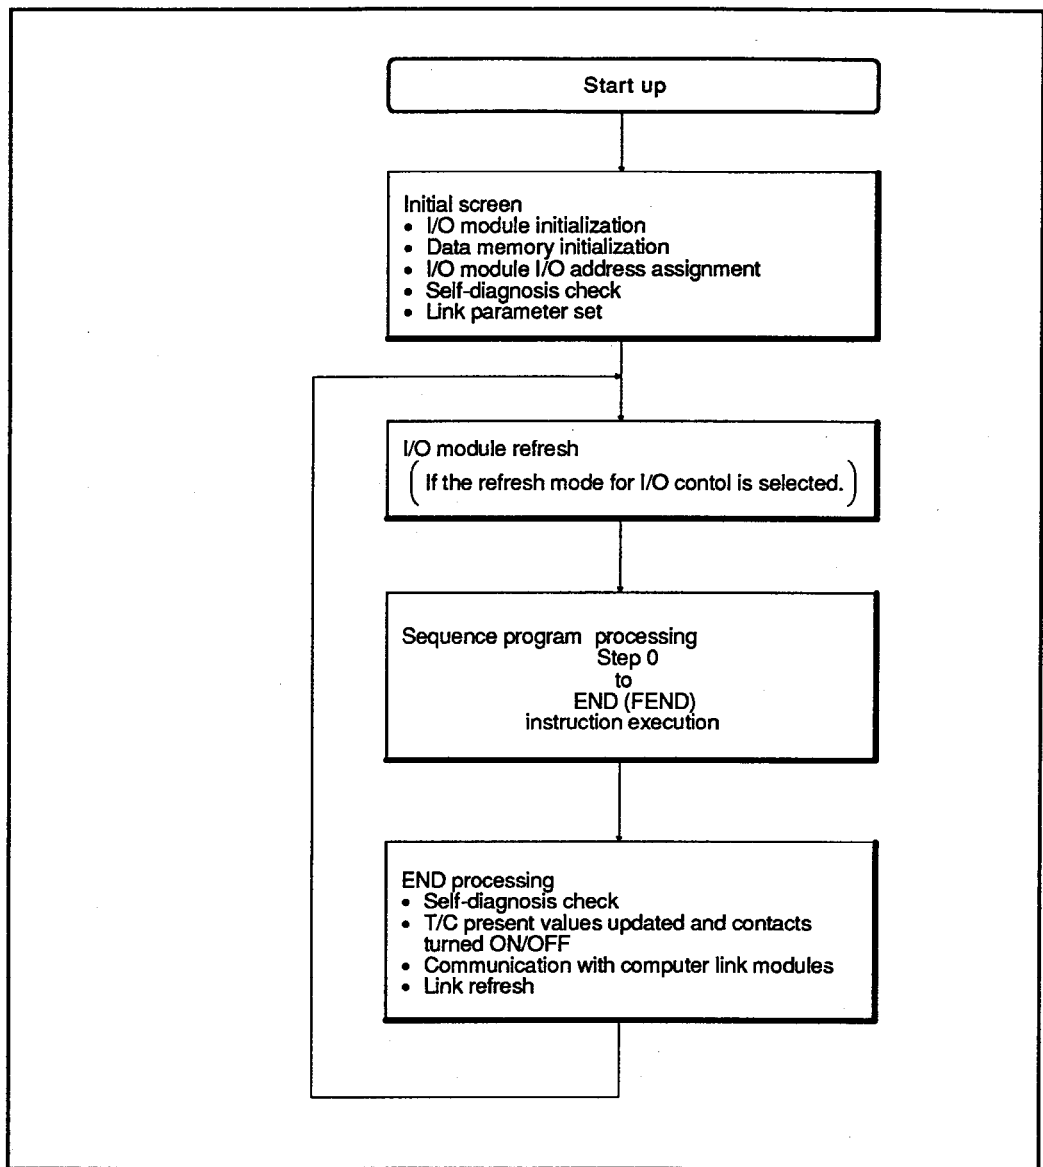 Start up
Initial screen
• I/O module initialization
• Data memory initialization
• I/O module I/O address assignment
• Self-diagnosis check
• Link parameter set
I/O module refresh
(If the refresh mode for I/O contol is selected.)
Sequence program processing
Step 0
to
END (FEND)
instruction execution
END processing
• Self-diagnosis check
• T/C present values updated and contacts
turned ON/OFF
• Communication with computer link modules
• Link refresh